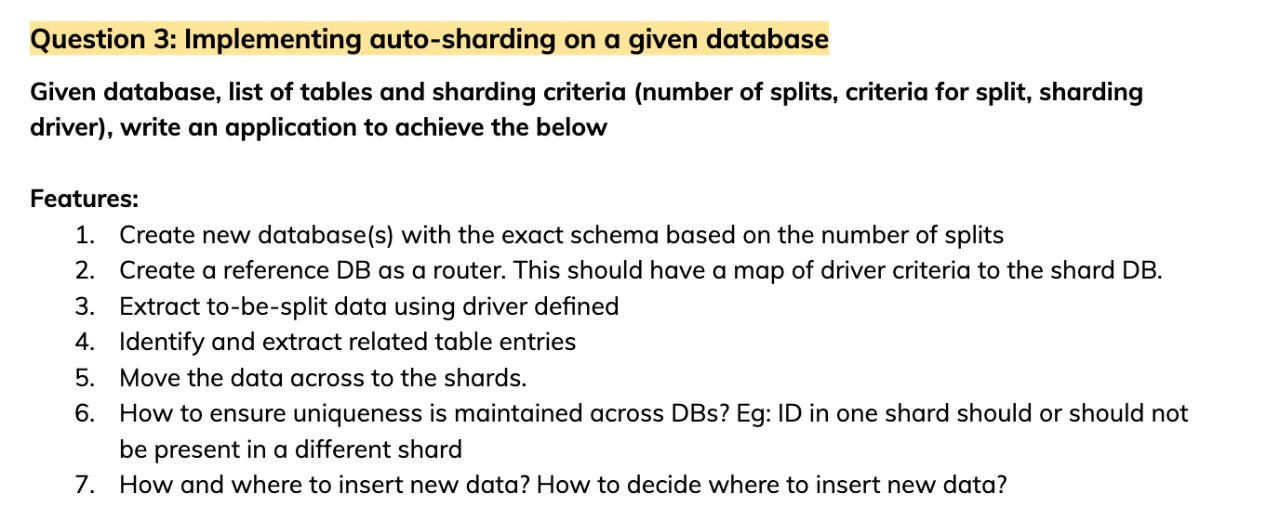 Question 3: Implementing auto-sharding on a given database
Given database, list of tables and sharding criteria (number of splits, criteria for split, sharding
driver), write an application to achieve the below
Features:
1. Create new database(s) with the exact schema based on the number of splits
2. Create a reference DB as a router. This should have a map of driver criteria to the shard DB.
3. Extract to-be-split data using driver defined
4. Identify and extract related table entries
5. Move the data across to the shards.
6. How to ensure uniqueness is maintained across DBs? Eg: ID in one shard should or should not
be present in a different shard
7. How and where to insert new data? How to decide where to insert new data?